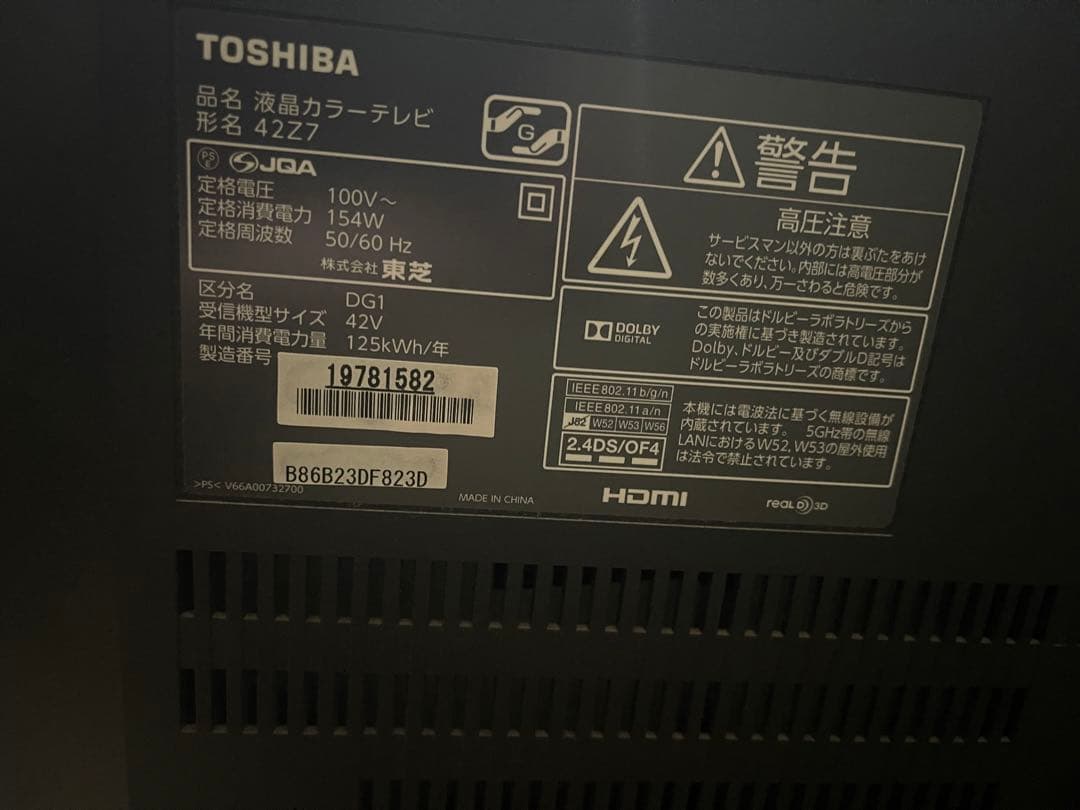 TOSHIBA
品名 液晶カラーテレビ
形名 42Z7
G
PS
E
JQA
定格電圧 100V～
定格消費電力 154W
定格周波数 50/60 Hz
株式会社 東芝
区分名 DG1
受信機型サイズ 42V
年間消費電力量 125kWh/年
製造番号
19781582
B86B23DF823D
>PS< V66A00732700
MADE IN CHINA
警告
高圧注意
サービスマン以外の方は裏ぶたをあけ
ないでください。内部には高電圧部分が
数多くあり、万一さわると危険です。
DOLBY
DIGITAL
この製品はドルビーラボラトリーズから
の実施権に基づき製造されています。
Dolby、ドルビー及びダブルD記号は
ドルビーラボラトリーズの商標です。
IEEE802.11b/g/n
IEEE802.11a/n
J52 W52 W53 W56
2.4DS/OF4
本機には電波法に基づく無線設備が
内蔵されています。 5GHz帯の無線
LANにおけるW52、W53の屋外使用
は法令で禁止されています。
HDMI
REAL D 3D